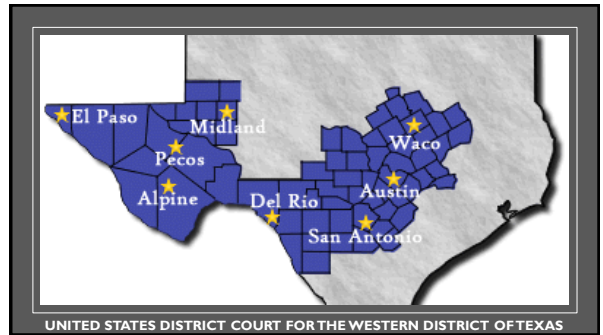 El Paso
Midland
Waco
Pecos
Alpine
Austin
Del Rio
San Antonio
UNITED STATES DISTRICT COURT FOR THE WESTERN DISTRICT OF TEXAS